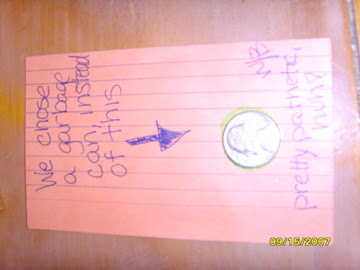 We chose
a garbage
can, instead
of this
pretty pathetic,
huh?
09/15/2007